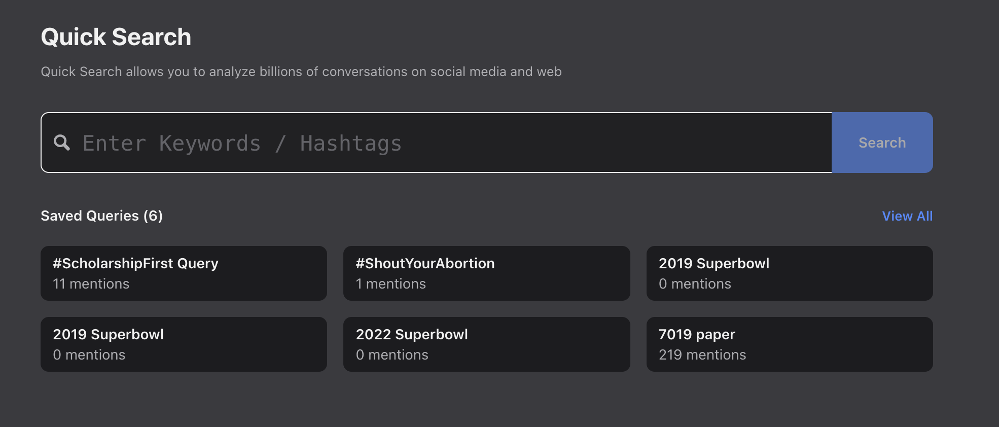 Quick Search
Quick Search allows you to analyze billions of conversations on social media and web
Enter Keywords / Hashtags
Search
Saved Queries (6)
View All
#ScholarshipFirst Query
11 mentions
#ShoutYourAbortion
1 mentions
2019 Superbowl
0 mentions
2019 Superbowl
0 mentions
2022 Superbowl
0 mentions
7019 paper
219 mentions